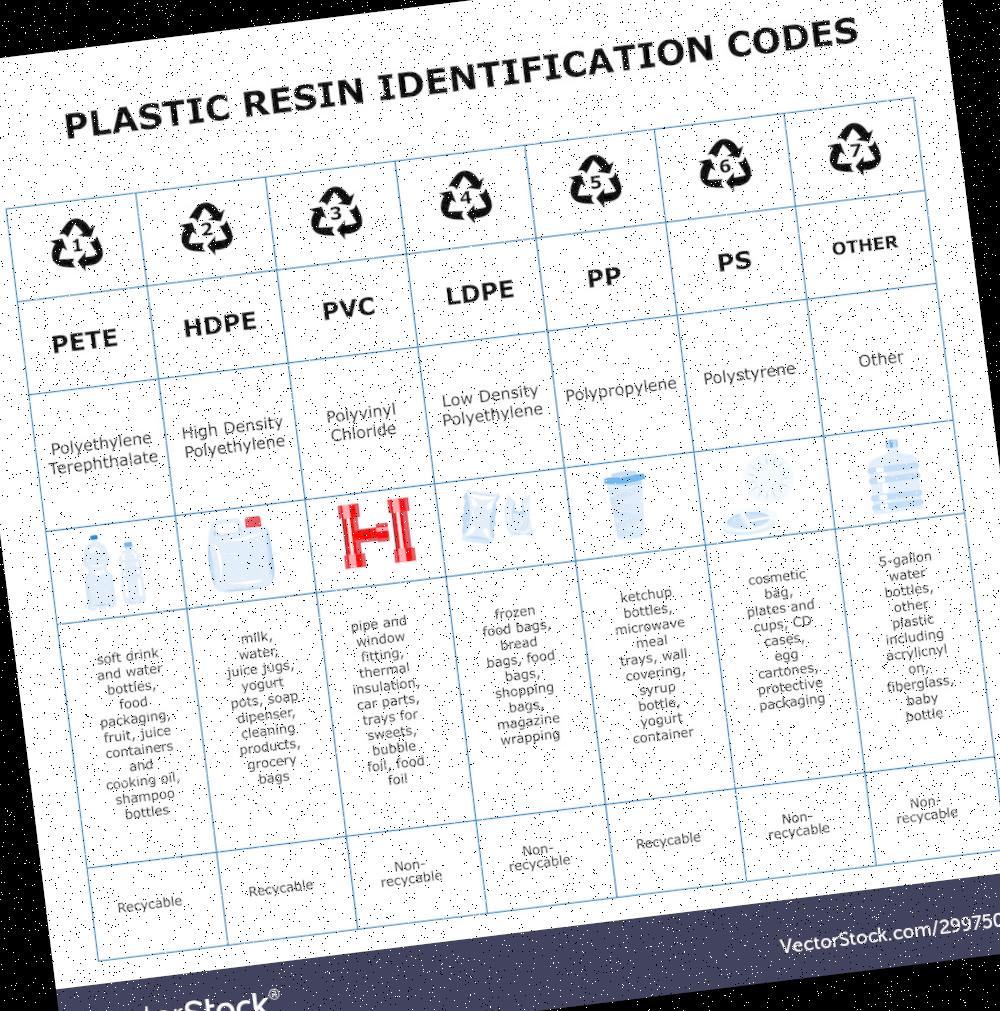 PLASTIC RESIN IDENTIFICATION CODES
1 2 3 4 5 6 7
PETE HDPE PVC LDPE PP PS OTHER
Polyethylene
Terephthalate
High Density
Polyethylene
Polyvinyl
Chloride
Low Density
Polyethylene
Polypropylene
Polystyrene
Other
soft drink
and water
bottles,
food
packaging,
fruit, juice
containers
and
cooking oil,
shampoo
bottles
milk,
water,
juice jugs,
yogurt
pots, soap
dipenser,
cleaning
products,
grocery
bags
pipe and
window
fitting,
thermal
insulation,
car parts,
trays for
sweets,
bubble
foil, food
foil
frozen
food bags,
bread
bags, food
bags,
shopping
bags,
magazine
wrapping
ketchup
bottles,
microwave
meal
trays, wall
covering,
syrup
bottle,
yogurt
container
cosmetic
bag,
plates and
cups, CD
cases,
egg
cartons,
protective
packaging
5-gallon
water
bottles,
other
plastic
including
acrylicnyl
on,
fiberglass,
baby
bottle
Recyclable
Recycable
Non-
recycable
Non-
recycable
Recycable
Non-
recycable
Non-
recycable
VectorStock.com/299750
torStock®